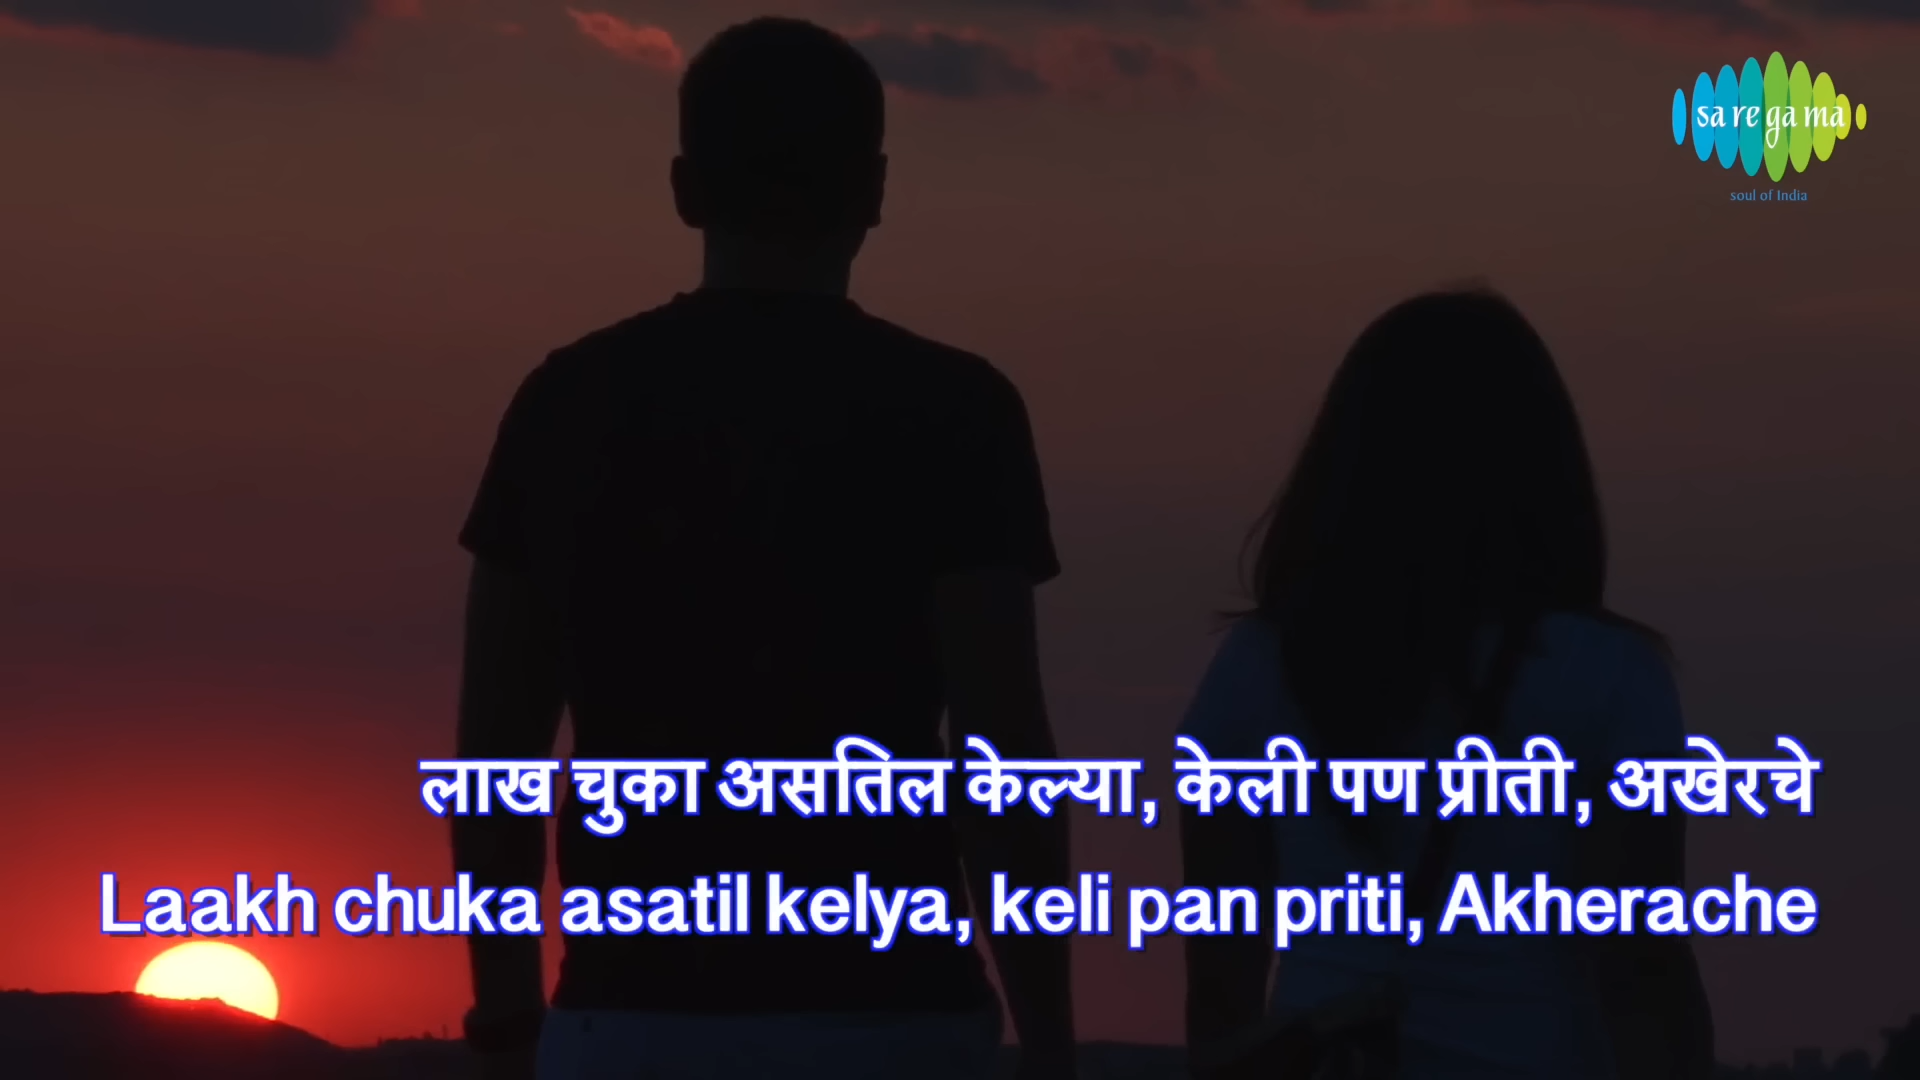 sa re ga ma
soul of India
लाख चुका असतिल केल्या, केली पण प्रीती, अखेरचे
Laakh chuka asatil kelya, keli pan priti, Akherache